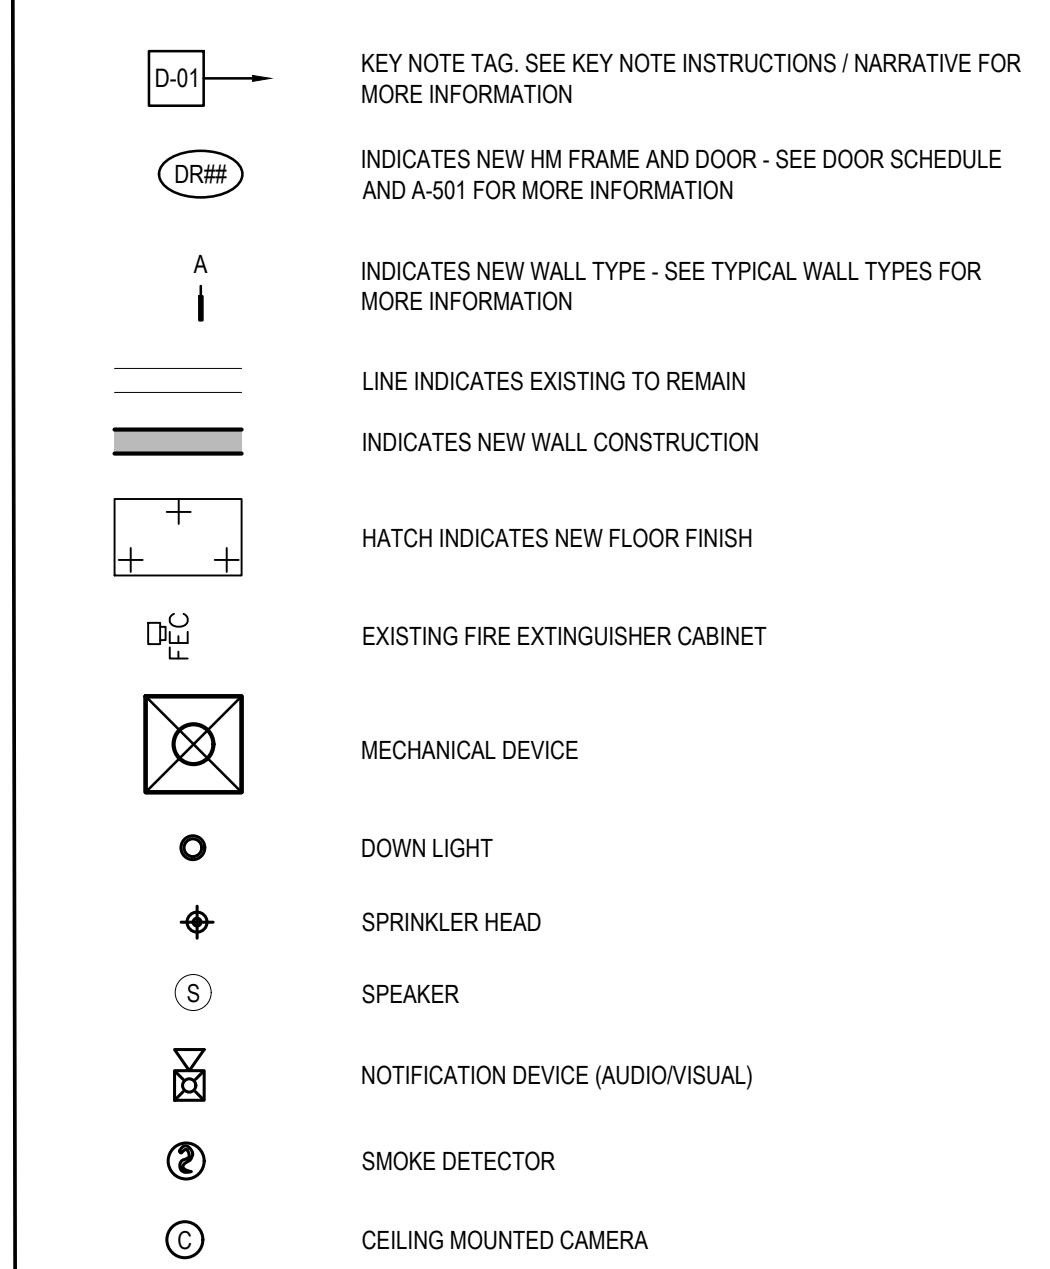 D-01
KEY NOTE TAG. SEE KEY NOTE INSTRUCTIONS / NARRATIVE FOR
MORE INFORMATION
DR##
INDICATES NEW HM FRAME AND DOOR - SEE DOOR SCHEDULE
AND A-501 FOR MORE INFORMATION
A
INDICATES NEW WALL TYPE - SEE TYPICAL WALL TYPES FOR
MORE INFORMATION
LINE INDICATES EXISTING TO REMAIN
INDICATES NEW WALL CONSTRUCTION
HATCH INDICATES NEW FLOOR FINISH
FEC
EXISTING FIRE EXTINGUISHER CABINET
MECHANICAL DEVICE
DOWN LIGHT
SPRINKLER HEAD
S
SPEAKER
NOTIFICATION DEVICE (AUDIO/VISUAL)
SMOKE DETECTOR
C
CEILING MOUNTED CAMERA